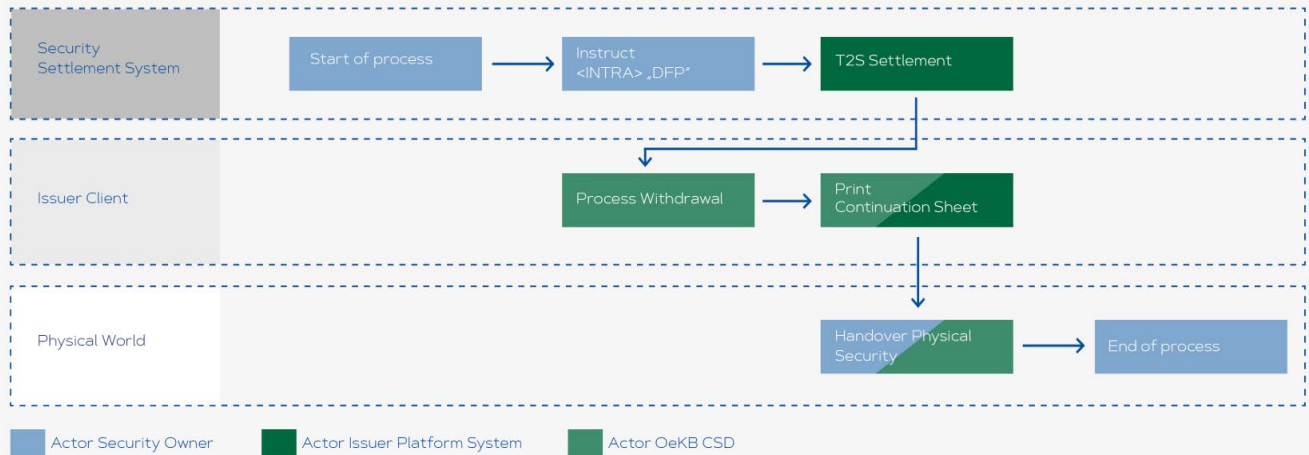 Security
Settlement System
Start of process
Instruct
<INTRA> „DFP“
T2S Settlement
Issuer Client
Process Withdrawal
Print
Continuation Sheet
Physical World
Handover Physical
Security
End of process
Actor Security Owner
Actor Issuer Platform System
Actor OeKB CSD